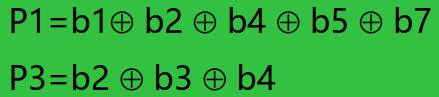 P1=b1⊕ b2 ⊕ b4 ⊕ b5 ⊕ b7
P3=b2 ⊕ b3 ⊕ b4